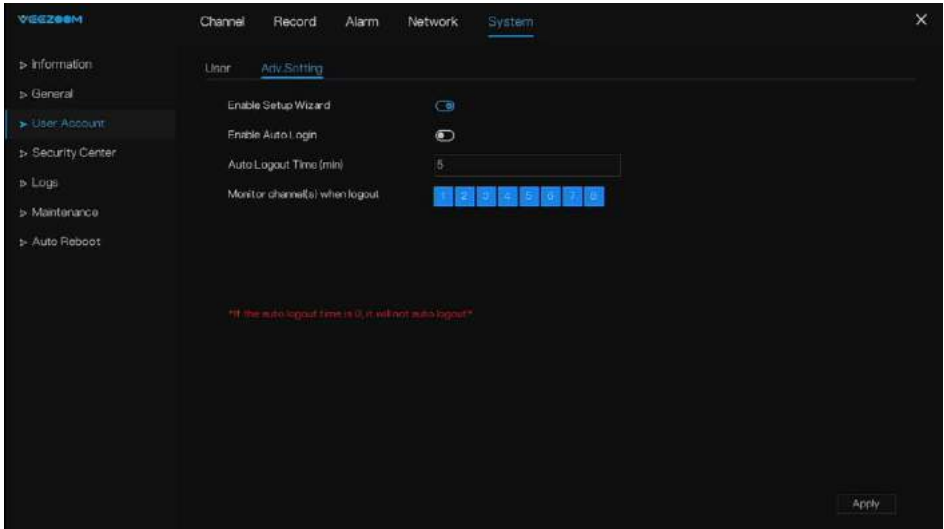 VEEZOOM
Channel Record Alarm Network System X
Information
General
User Account
Security Center
Logs
Maintenance
Auto Reboot
User Adv.Setting
Enable Setup Wizard
Enable Auto Login
Auto Logout Time (min) 5
Monitor channel(s) when logout 1 2 3 4 5 6 7 8
*If the auto logout time is 0, it will not auto logout*
Apply